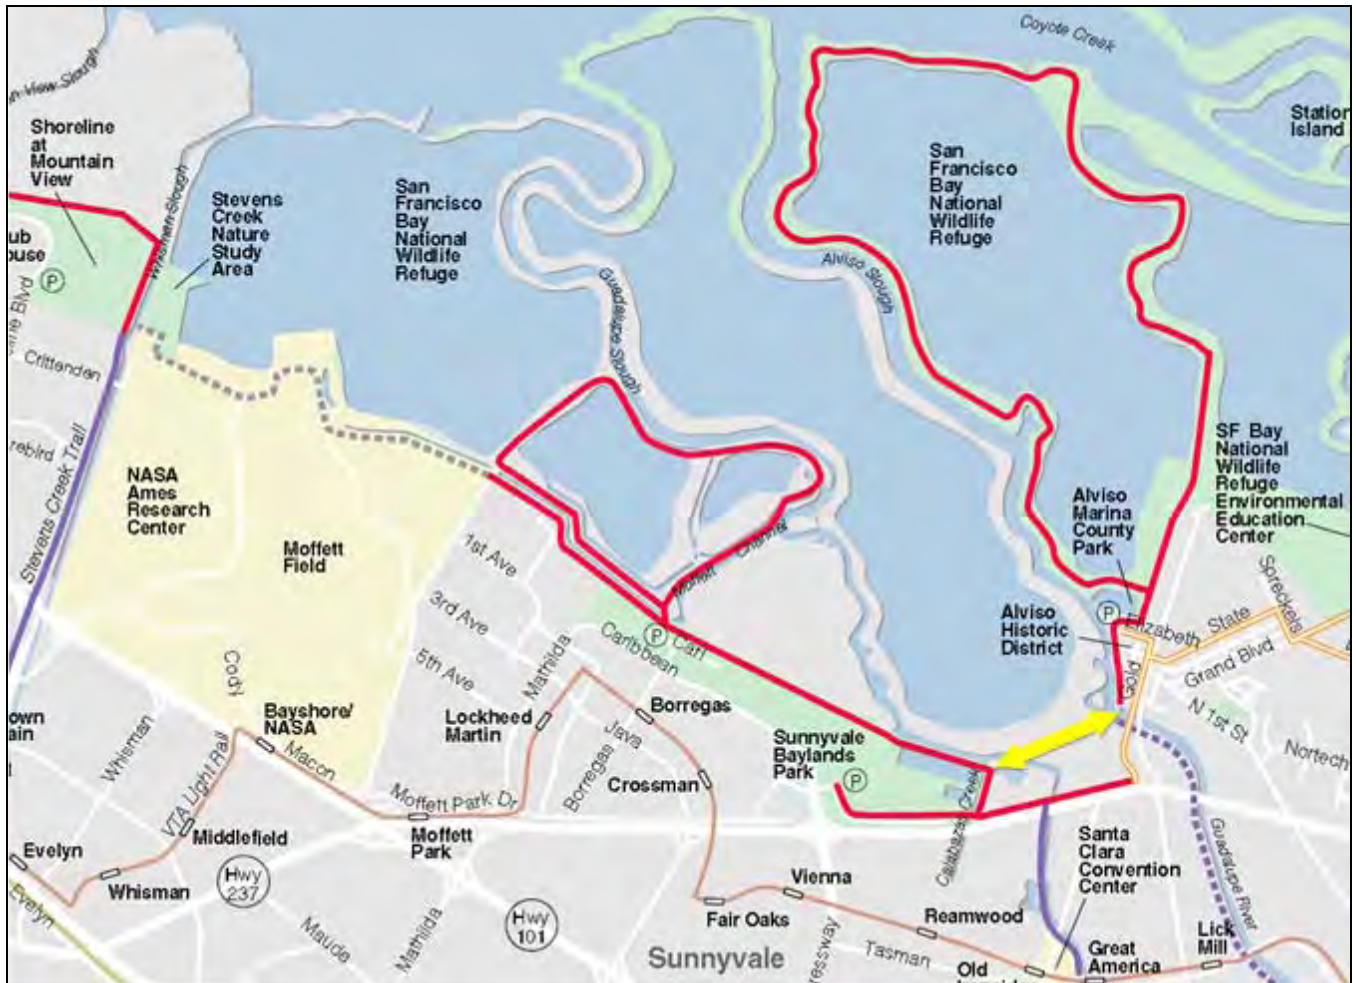 Coyote Creek
Station
Island
Shoreline
at
Mountain
View
Whisman Slough
Stevens
Creek
Nature
Study
Area
San
Francisco
Bay
National
Wildlife
Refuge
San
Francisco
Bay
National
Wildlife
Refuge
P
Crittenden
Alviso Slough
Guadalupe Slough
Stevens Creek Trail
NASA
Ames
Research
Center
Moffett
Field
SF Bay
National
Wildlife
Refuge
Environmental
Education
Center
Alviso
Marina
County
Park
Moffett Channel
1st Ave
3rd Ave
5th Ave
Mathilda
Caribbean
P
Carl
Alviso
Historic
District
P
Elizabeth
State
Spreckels
Grand Blvd
N 1st St
Nortech
Cody
Bayshore/
NASA
Macon
Whisman
VTA Light Rail
Lockheed
Martin
Borregas
Java
Borregas
Crossman
Sunnyvale
Baylands
Park
P
Calabazas Creek
Moffett Park Dr
Moffett
Park
Middlefield
Evelyn
Whisman
Evelyn
Hwy
237
Hwy
101
Maude
Mathilda
Fair Oaks
Vienna
Reamwood
Tasman
Sunnyvale
Old
Santa
Clara
Convention
Center
Great
America
Lick
Mill
Guadalupe River